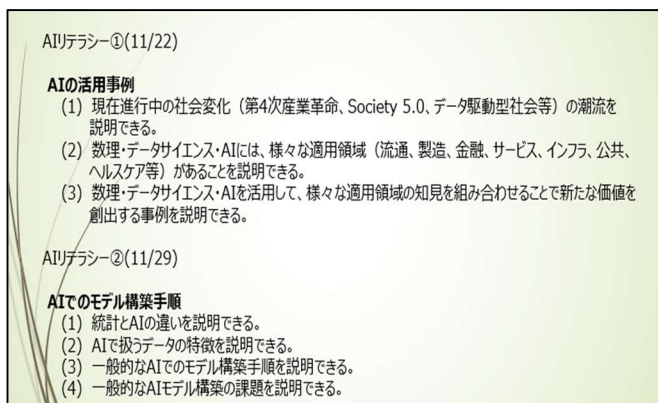 AIリテラシー①(11/22)
AIの活用事例
(1) 現在進行中の社会変化（第4次産業革命、Society 5.0、データ駆動型社会等）の潮流を
説明できる。
(2) 数理・データサイエンス・AIには、様々な適用領域（流通、製造、金融、サービス、インフラ、公共、
ヘルスケア等）があることを説明できる。
(3) 数理・データサイエンス・AIを活用して、様々な適用領域の知見を組み合わせることで新たな価値を
創出する事例を説明できる。
AIリテラシー②(11/29)
AIでのモデル構築手順
(1) 統計とAIの違いを説明できる。
(2) AIで扱うデータの特徴を説明できる。
(3) 一般的なAIでのモデル構築手順を説明できる。
(4) 一般的なAIモデル構築の課題を説明できる。